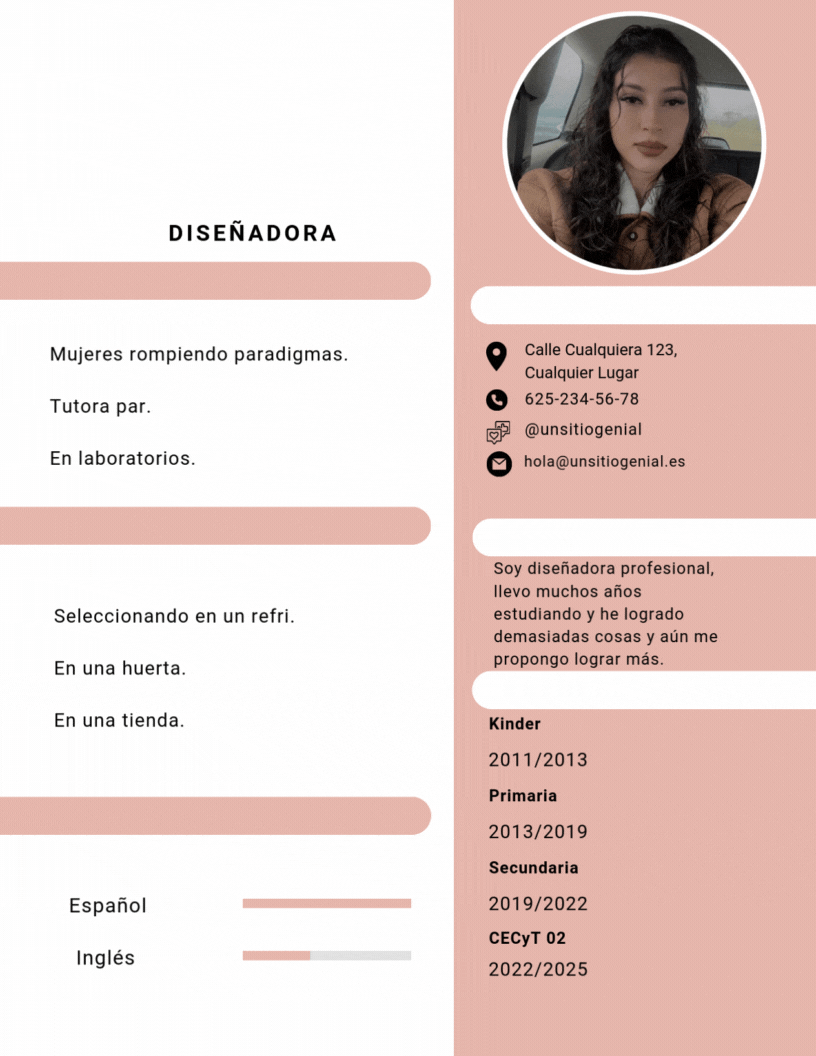 DISEÑADORA
Mujeres rompiendo paradigmas.
Tutora par.
En laboratorios.
Seleccionando en un refri.
En una huerta.
En una tienda.
Español
Inglés
Calle Cualquiera 123,
Cualquier Lugar
625-234-56-78
@unsitiogenial
hola@unsitiogenial.es
Soy diseñadora profesional,
llevo muchos años
estudiando y he logrado
demasiadas cosas y aún me
propongo lograr más.
Kinder
2011/2013
Primaria
2013/2019
Secundaria
2019/2022
CECyT 02
2022/2025